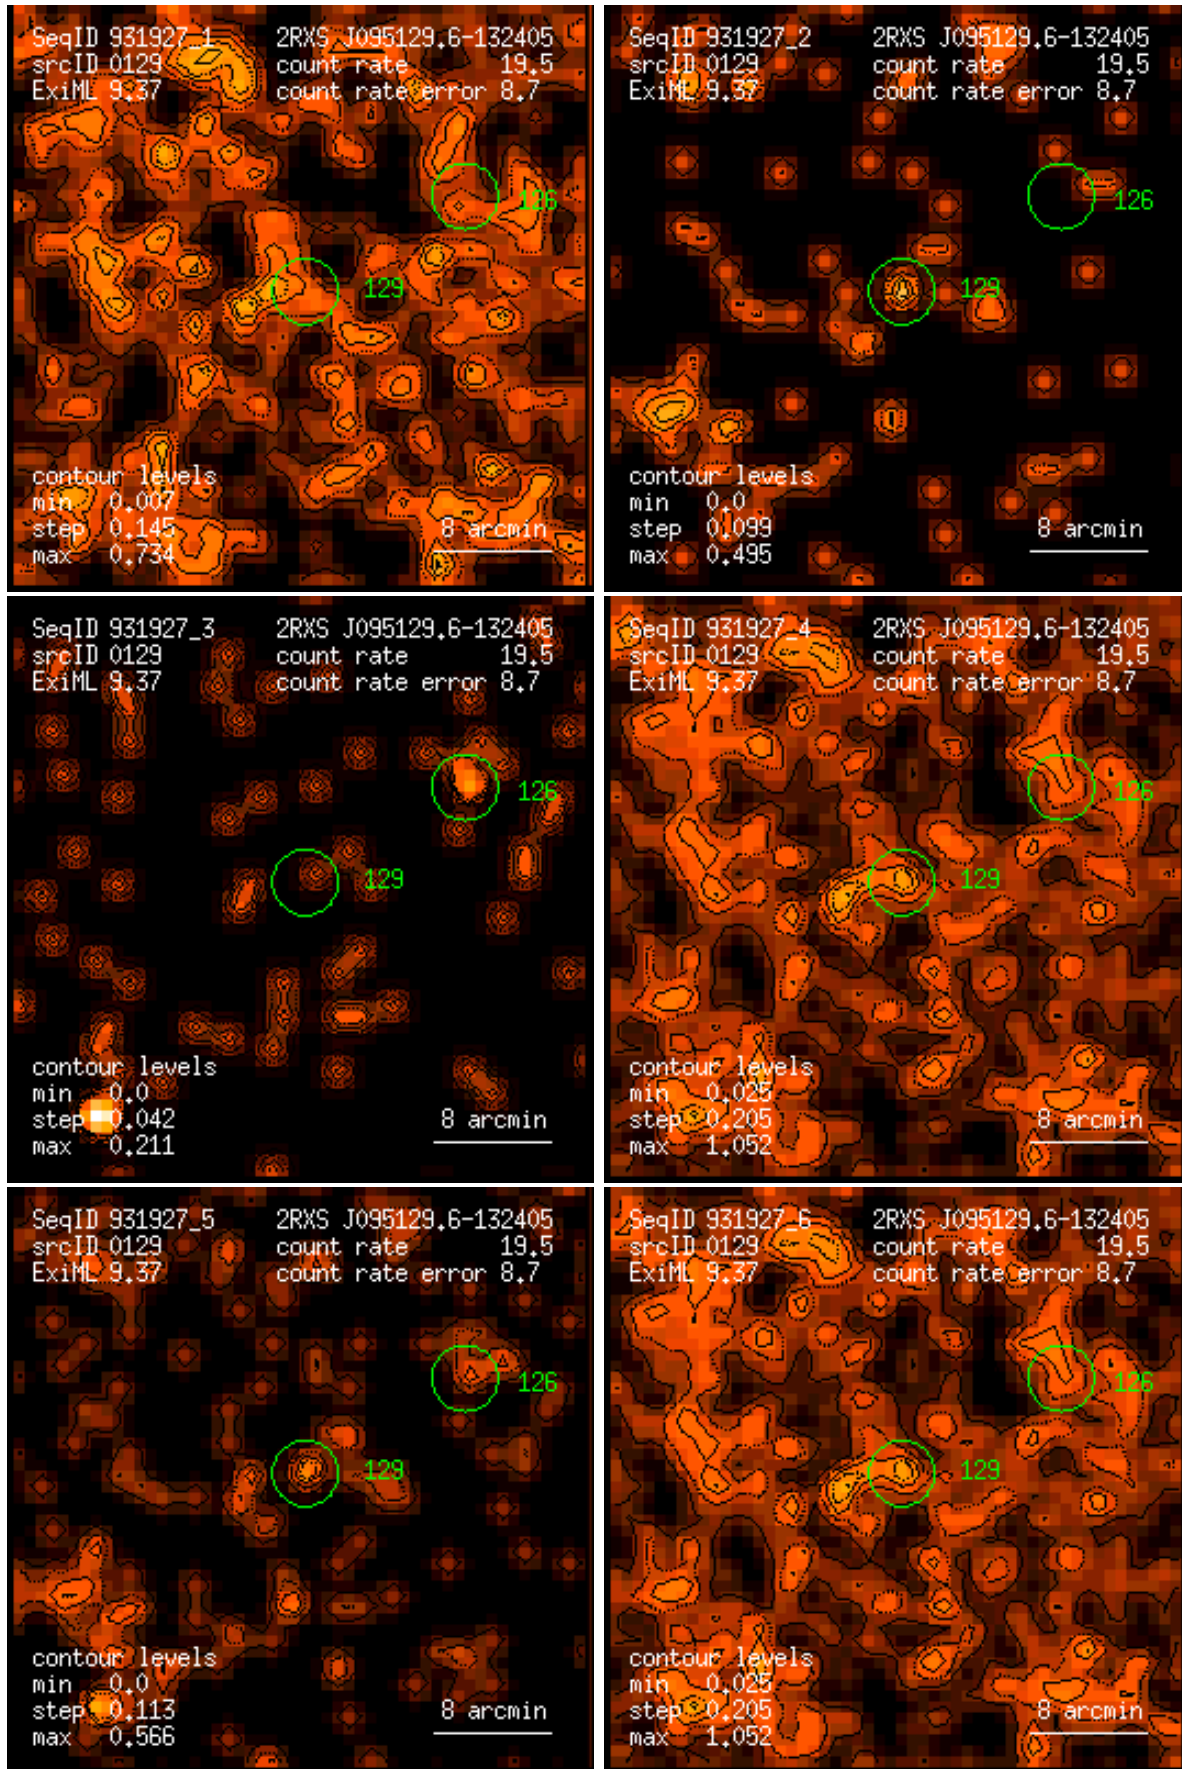 SeqID 931927_1 2RXS J095129.6-132405
srcID 0129 count rate 19.5
ExiML 9.37 count rate error 8.7
126
129
contour levels
min 0.007
step 0.145 8 arcmin
max 0.734
SeqID 931927_2 2RXS J095129.6-132405
srcID 0129 count rate 19.5
ExiML 9.37 count rate error 8.7
126
129
contour levels
min 0.0
step 0.099 8 arcmin
max 0.495
SeqID 931927_3 2RXS J095129.6-132405
srcID 0129 count rate 19.5
ExiML 9.37 count rate error 8.7
126
129
contour levels
min 0.0
step 0.042 8 arcmin
max 0.211
SeqID 931927_4 2RXS J095129.6-132405
srcID 0129 count rate 19.5
ExiML 9.37 count rate error 8.7
126
129
contour levels
min 0.025
step 0.205 8 arcmin
max 1.052
SeqID 931927_5 2RXS J095129.6-132405
srcID 0129 count rate 19.5
ExiML 9.37 count rate error 8.7
126
129
contour levels
min 0.0
step 0.113 8 arcmin
max 0.566
SeqID 931927_6 2RXS J095129.6-132405
srcID 0129 count rate 19.5
ExiML 9.37 count rate error 8.7
126
129
contour levels
min 0.025
step 0.205 8 arcmin
max 1.052